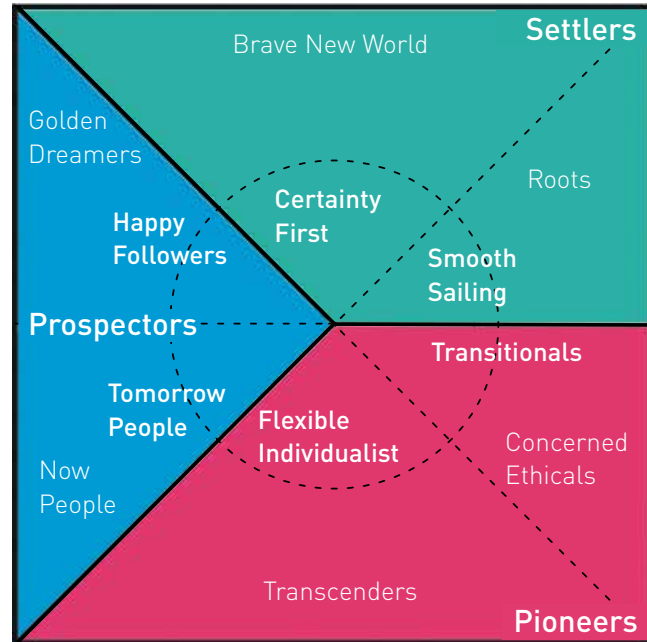 Settlers
Brave New World
Golden
Dreamers
Roots
Certainty
First
Happy
Followers
Smooth
Sailing
Prospectors
Transitionals
Tomorrow
People
Flexible
Individualist
Concerned
Ethicals
Now
People
Transcenders
Pioneers